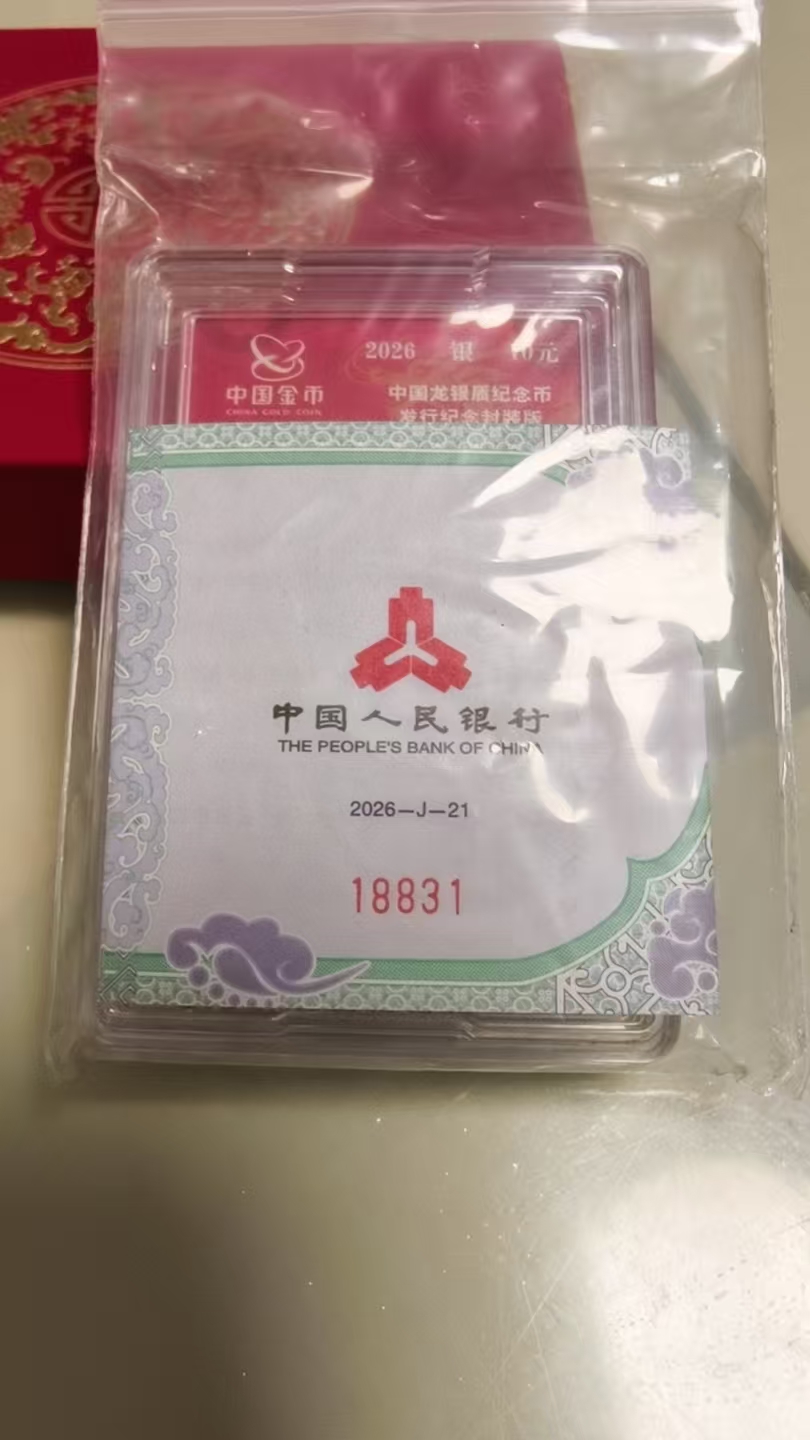 2026 银 10元
中国金币
CHINA GOLD COIN
中国龙银质纪念币
发行纪念封装版
中国人民银行
THE PEOPLE'S BANK OF CHINA
2026—J—21
18831